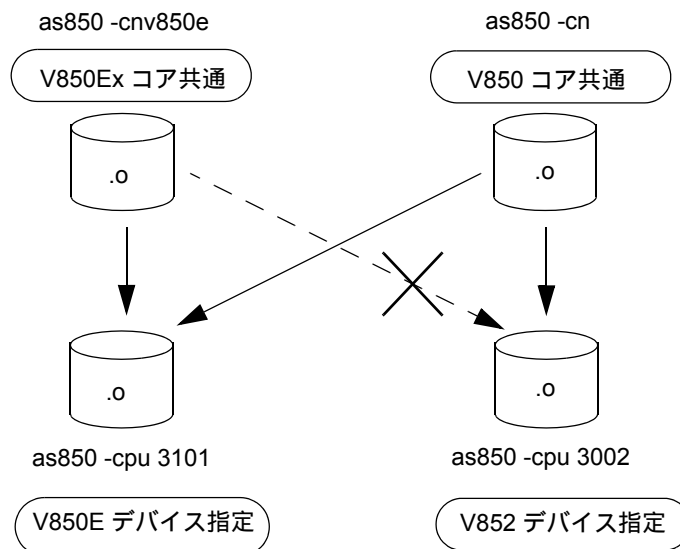 as850 -cnv850e
as850 -cn
V850Ex コア共通
V850 コア共通
.o
.o
.o
.o
as850 -cpu 3101
as850 -cpu 3002
V850E デバイス指定
V852 デバイス指定